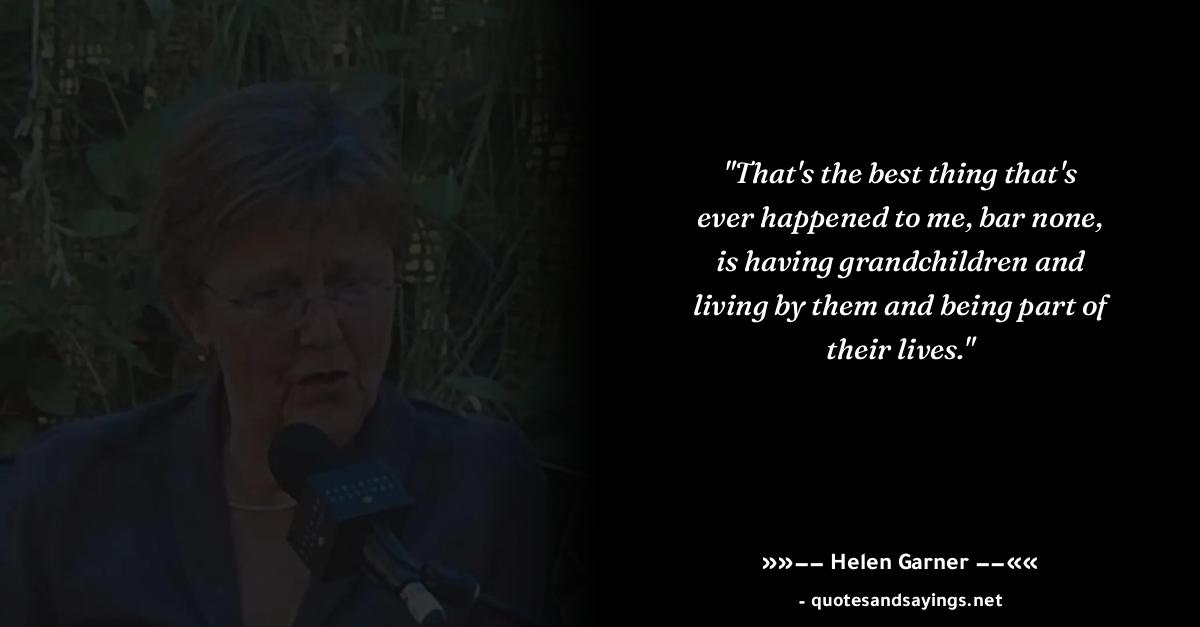 "That's the best thing that's
ever happened to me, bar none,
is having grandchildren and
living by them and being part of
their lives."
»»–– Helen Garner ––««
- quotesandsayings.net